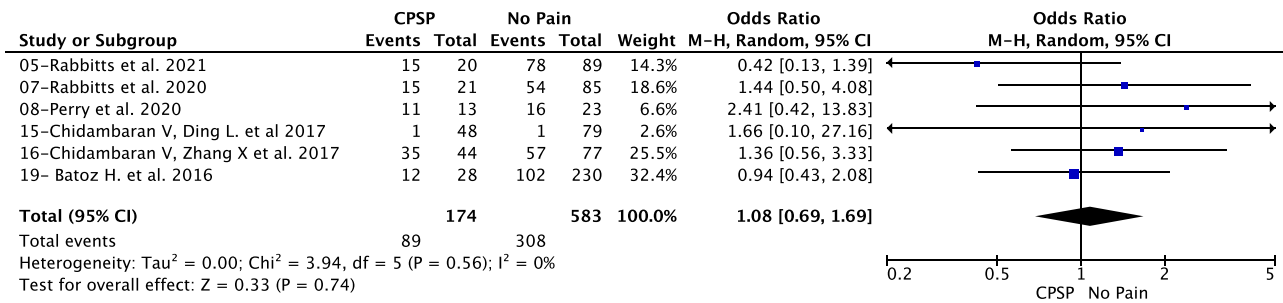 CPSP No Pain Odds Ratio Odds Ratio
Study or Subgroup Events Total Events Total Weight M-H, Random, 95% CI M-H, Random, 95% CI
05-Rabbitts et al. 2021 15 20 78 89 14.3% 0.42 [0.13, 1.39]
07-Rabbitts et al. 2020 15 21 54 85 18.6% 1.44 [0.50, 4.08]
08-Perry et al. 2020 11 13 16 23 6.6% 2.41 [0.42, 13.83]
15-Chidambaran V, Ding L. et al 2017 1 48 1 79 2.6% 1.66 [0.10, 27.16]
16-Chidambaran V, Zhang X et al. 2017 35 44 57 77 25.5% 1.36 [0.56, 3.33]
19- Batoz H. et al. 2016 12 28 102 230 32.4% 0.94 [0.43, 2.08]
Total (95% CI) 174 583 100.0% 1.08 [0.69, 1.69]
Total events 89 308
Heterogeneity: Tau² = 0.00; Chi² = 3.94, df = 5 (P = 0.56); I² = 0%
Test for overall effect: Z = 0.33 (P = 0.74)
0.2 0.5 1 2 5
CPSP No Pain